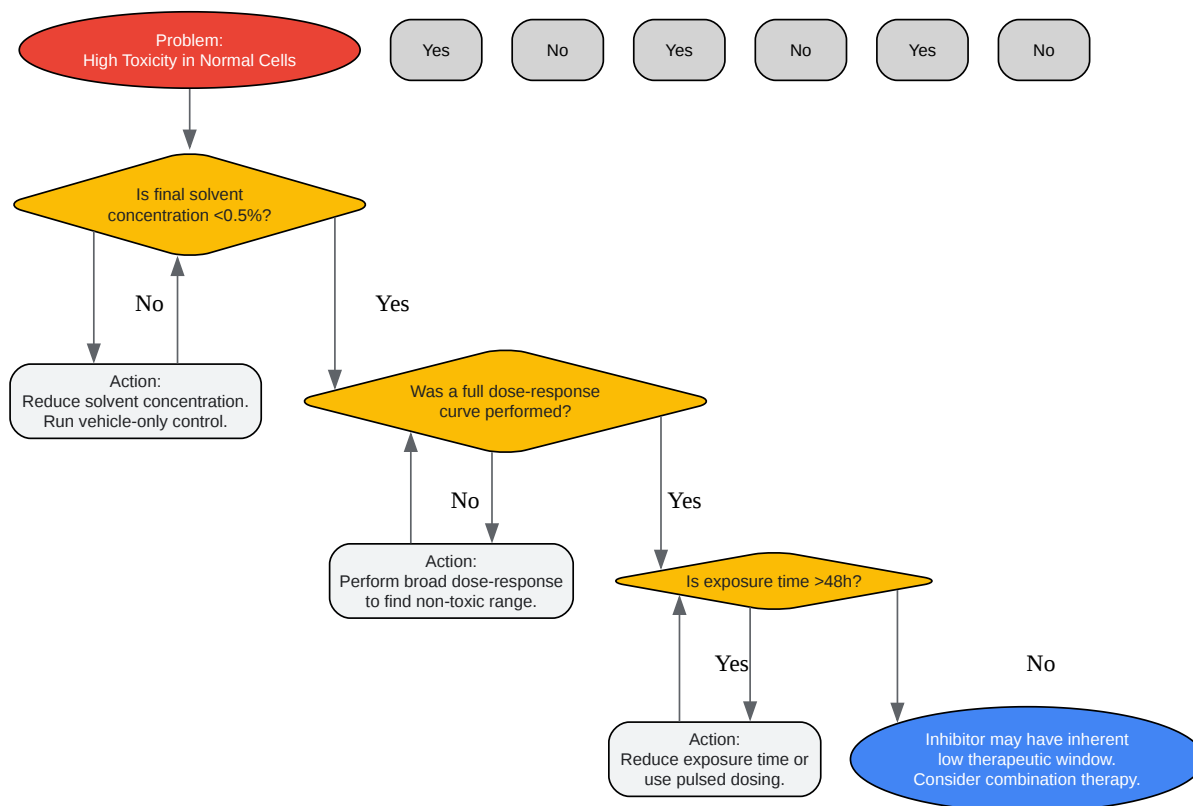 Problem:
High Toxicity in Normal Cells
Yes
No
Yes
No
Yes
No
Is final solvent
concentration <0.5%?
No
Yes
Action:
Reduce solvent concentration.
Run vehicle-only control.
Was a full dose-response
curve performed?
No
Yes
Action:
Perform broad dose-response
to find non-toxic range.
Is exposure time >48h?
Yes
No
Action:
Reduce exposure time or
use pulsed dosing.
Inhibitor may have inherent
low therapeutic window.
Consider combination therapy.